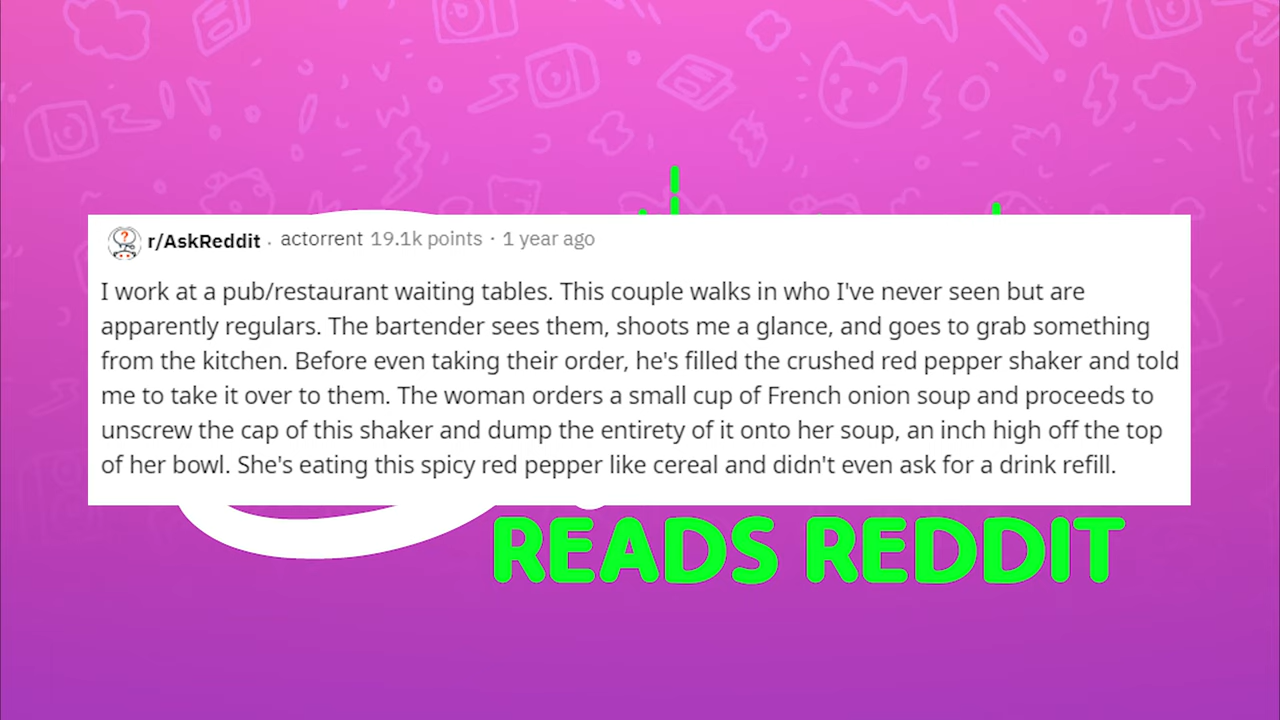 r/AskReddit · actorrent 19.1k points · 1 year ago
I work at a pub/restaurant waiting tables. This couple walks in who I've never seen but are
apparently regulars. The bartender sees them, shoots me a glance, and goes to grab something
from the kitchen. Before even taking their order, he's filled the crushed red pepper shaker and told
me to take it over to them. The woman orders a small cup of French onion soup and proceeds to
unscrew the cap of this shaker and dump the entirety of it onto her soup, an inch high off the top
of her bowl. She's eating this spicy red pepper like cereal and didn't even ask for a drink refill.
READS REDDIT